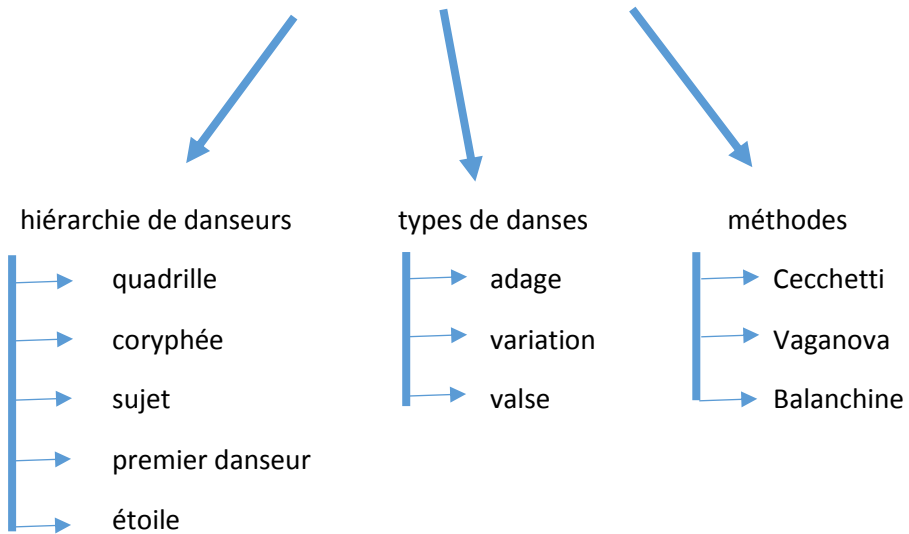 hiérarchie de danseurs
quadrille
coryphée
sujet
premier danseur
étoile
types de danses
adage
variation
valse
méthodes
Cecchetti
Vaganova
Balanchine